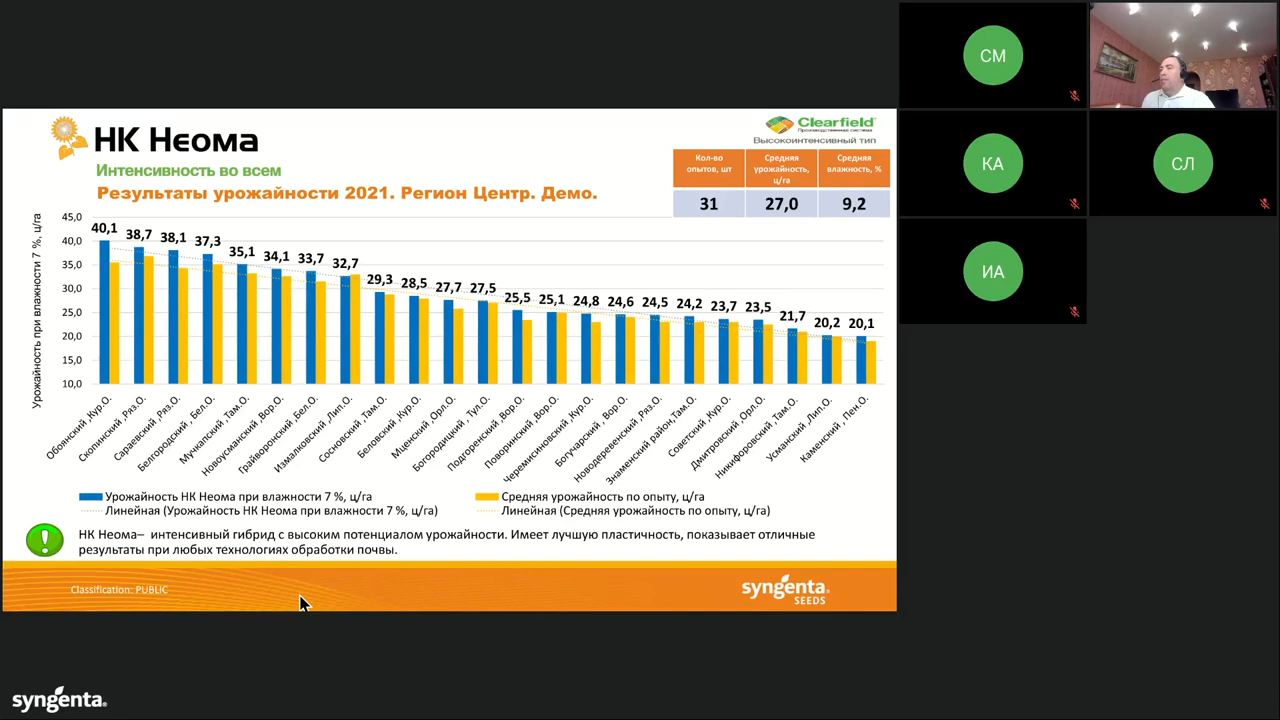 НК Неома
Интенсивность во всем
Результаты урожайности 2021. Регион Центр. Демо.
Clearfield®
Производственная система
Высокоинтенсивный тип
Кол-во опытов, шт
Средняя урожайность, ц/га
Средняя влажность, %
31 27,0 9,2
Урожайность при влажности 7 %, ц/га
45,0
40,0
35,0
30,0
25,0
20,0
15,0
10,0
40,1 38,7 38,1 37,3 35,1 34,1 33,7 32,7 29,3 28,5 27,7 27,5 25,5 25,1 24,8 24,6 24,5 24,2 23,7 23,5 21,7 20,2 20,1
Обоянский ,Кур.О.
Скопинский ,Ряз.О.
Сараевский ,Ряз.О.
Белгородский , Бел.О.
Мучкапский ,Там.О.
Новоусманский ,Вор.О.
Грайворонский ,Бел.О.
Измалковский ,Лип.О.
Сосновский ,Там.О.
Беловский ,Кур.О.
Мценский ,Орл.О.
Богородицкий , Тул.О.
Подгоренский ,Вор.О.
Поворинский ,Вор.О.
Черемисиновский ,Кур.О.
Богучарский , Вор.О.
Новодеревенский ,Ряз.О.
Знаменский район,Там.О.
Советский ,Кур.О.
Дмитровский ,Орл.О.
Никифоровский ,Там.О.
Усманский ,Лип.О.
Каменский ,Пен.О.
Урожайность НК Неома при влажности 7 %, ц/га
Средняя урожайность по опыту, ц/га
Линейная (Урожайность НК Неома при влажности 7 %, ц/га)
Линейная (Средняя урожайность по опыту, ц/га)
НК Неома– интенсивный гибрид с высоким потенциалом урожайности. Имеет лучшую пластичность, показывает отличные
результаты при любых технологиях обработки почвы.
Classification: PUBLIC
syngenta.
SEEDS
syngenta.
СМ
КА
СЛ
ИА